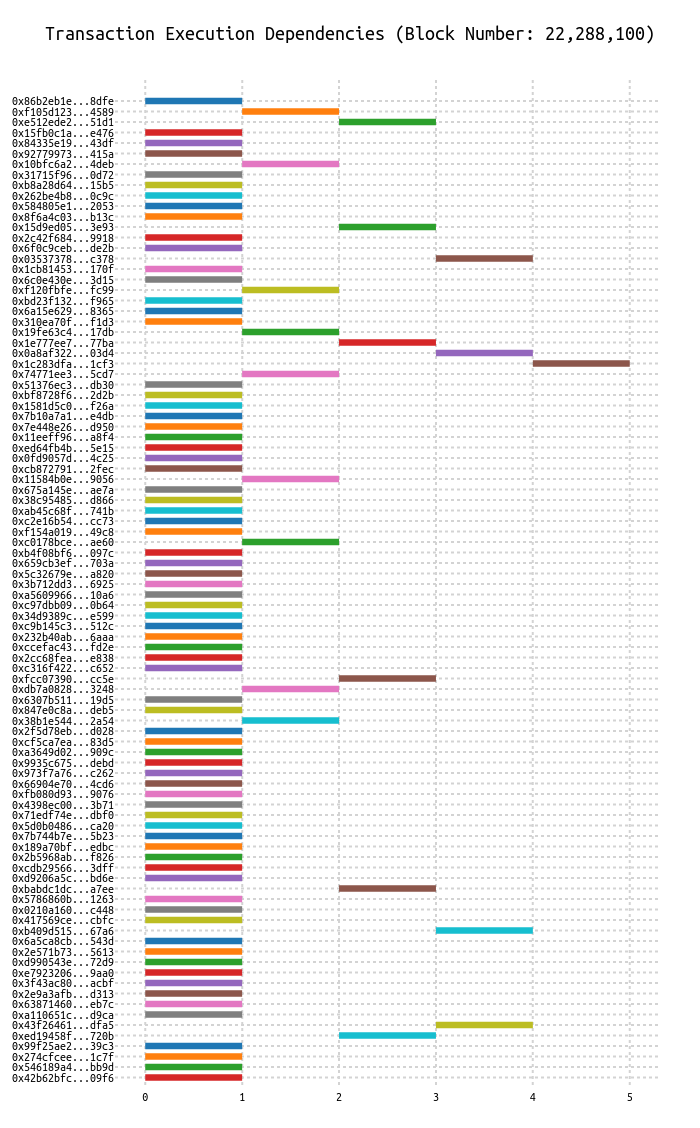 Transaction Execution Dependencies (Block Number: 22,288,100)
0x86b2eb1e...8dfe
0xf105d123...4589
0xe512ede2...51d1
0x15fb0c1a...e476
0x84335e19...43df
0x92779973...415a
0x10bfc6a2...4deb
0x31715f96...0d72
0xb8a28d64...15b5
0x262be4b8...0c9c
0x584805e1...2053
0x8f6a4c03...b13c
0x15d9ed05...3e93
0x2c42f684...9918
0x6f0c9ceb...de2b
0x03537378...c378
0x1cb81453...170f
0x6c0e430e...3d15
0xf120fbfe...fc99
0xbd23f132...f965
0x6a15e629...8365
0x310ea70f...f1d3
0x19fe63c4...17db
0x1e777ee7...77ba
0x0a8af322...03d4
0x1c283dfa...1cf3
0x74771ee3...5cd7
0x51376ec3...db30
0xbf8728f6...2d2b
0x1581d5c0...f26a
0x7b10a7a1...e4db
0x7e448e26...d950
0x11eeff96...a8f4
0xed64fb4b...5e15
0x0fd9057d...4c25
0xcb872791...2fec
0x11584b0e...9056
0x675a145e...ae7a
0x38c95485...d866
0xab45c68f...741b
0xc2e16b54...cc73
0xf154a019...49c8
0xc0178bce...ae60
0xb4f08bf6...097c
0x659cb3ef...703a
0x5c32679e...a820
0x3b712dd3...6925
0xa5609966...10a6
0xc97dbb09...0b64
0x34d9389c...e599
0xc9b145c3...512c
0x232b40ab...6aaa
0xccefac43...fd2e
0x2cc68fea...e838
0xc316f422...c652
0xfcc07390...cc5e
0xdb7a0828...3248
0x6307b511...19d5
0x847e0c8a...deb5
0x38b1e544...2a54
0x2f5d78eb...d028
0xcf5ca7ea...83d5
0xa3649d02...909c
0x9935c675...debd
0x973f7a76...c262
0x66904e70...4cd6
0xfb080d93...9076
0x4398ec00...3b71
0x71edf74e...dbf0
0x5d0b0486...ca20
0x7b744b7e...5b23
0x189a70bf...edbc
0x2b5968ab...f826
0xcdb29566...3dff
0xd9206a5c...bd6e
0xbabdc1dc...a7ee
0x5786860b...1263
0x0210a160...c448
0x417569ce...cbfc
0xb409d515...67a6
0x6a5ca8cb...543d
0x2e571b73...5613
0xd990543e...72d9
0xe7923206...9aa0
0x3f43ac80...acbf
0x2e9a3afb...d313
0x63871460...eb7c
0xa110651c...d9ca
0x43f26461...dfa5
0xed19458f...720b
0x99f25ae2...39c3
0x274cfcee...1c7f
0x546189a4...bb9d
0x42b62bfc...09f6
0 1 2 3 4 5